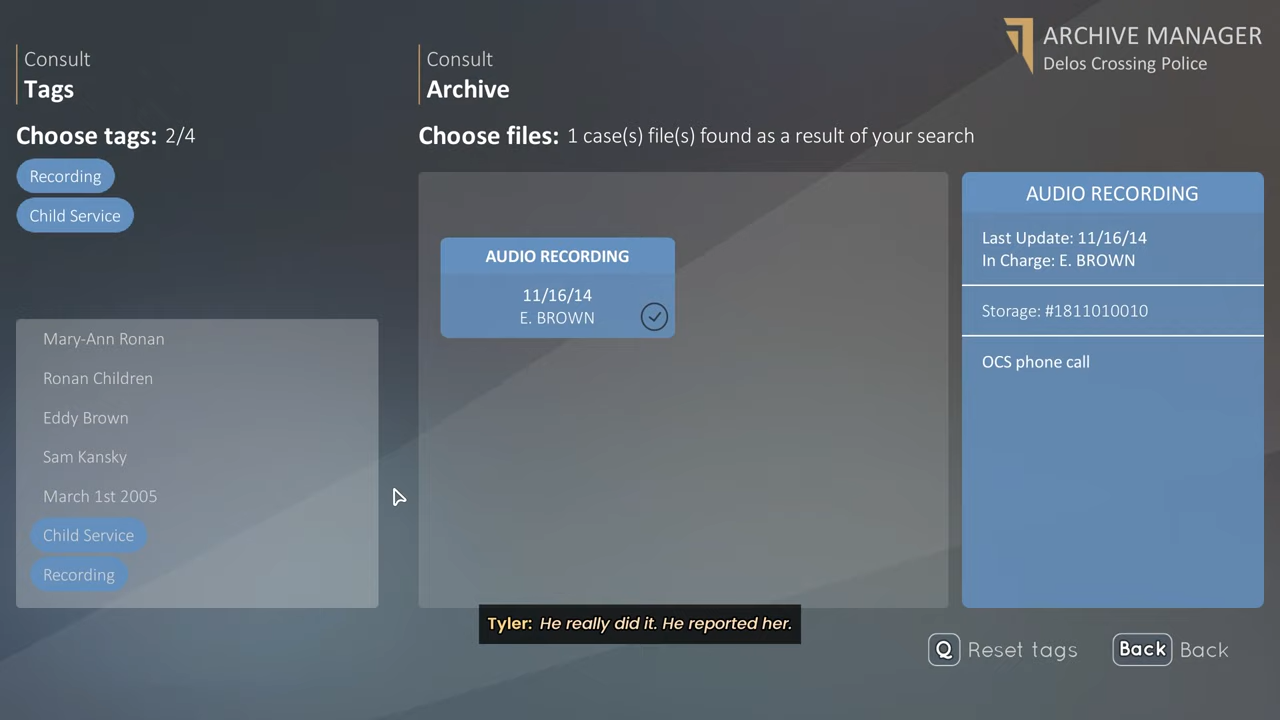 ARCHIVE MANAGER
Delos Crossing Police
Consult
Tags
Choose tags: 2/4
Recording
Child Service
Mary-Ann Ronan
Ronan Children
Eddy Brown
Sam Kansky
March 1st 2005
Child Service
Recording
Consult
Archive
Choose files: 1 case(s) file(s) found as a result of your search
AUDIO RECORDING
11/16/14
E. BROWN
AUDIO RECORDING
Last Update: 11/16/14
In Charge: E. BROWN
Storage: #1811010010
OCS phone call
Tyler: He really did it. He reported her.
Q Reset tags
Back Back